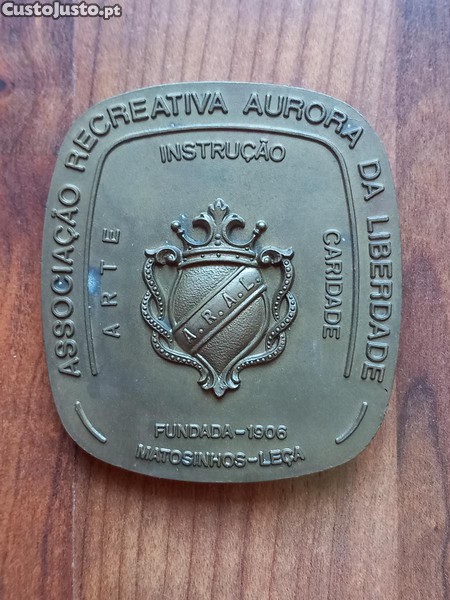 CustoJusto.pt
ASSOCIAÇÃO RECREATIVA AURORA DA LIBERDADE
INSTRUÇÃO
ARTE
CARIDADE
A.R.A.L.
FUNDADA-1906
MATOSINHOS-LEÇA